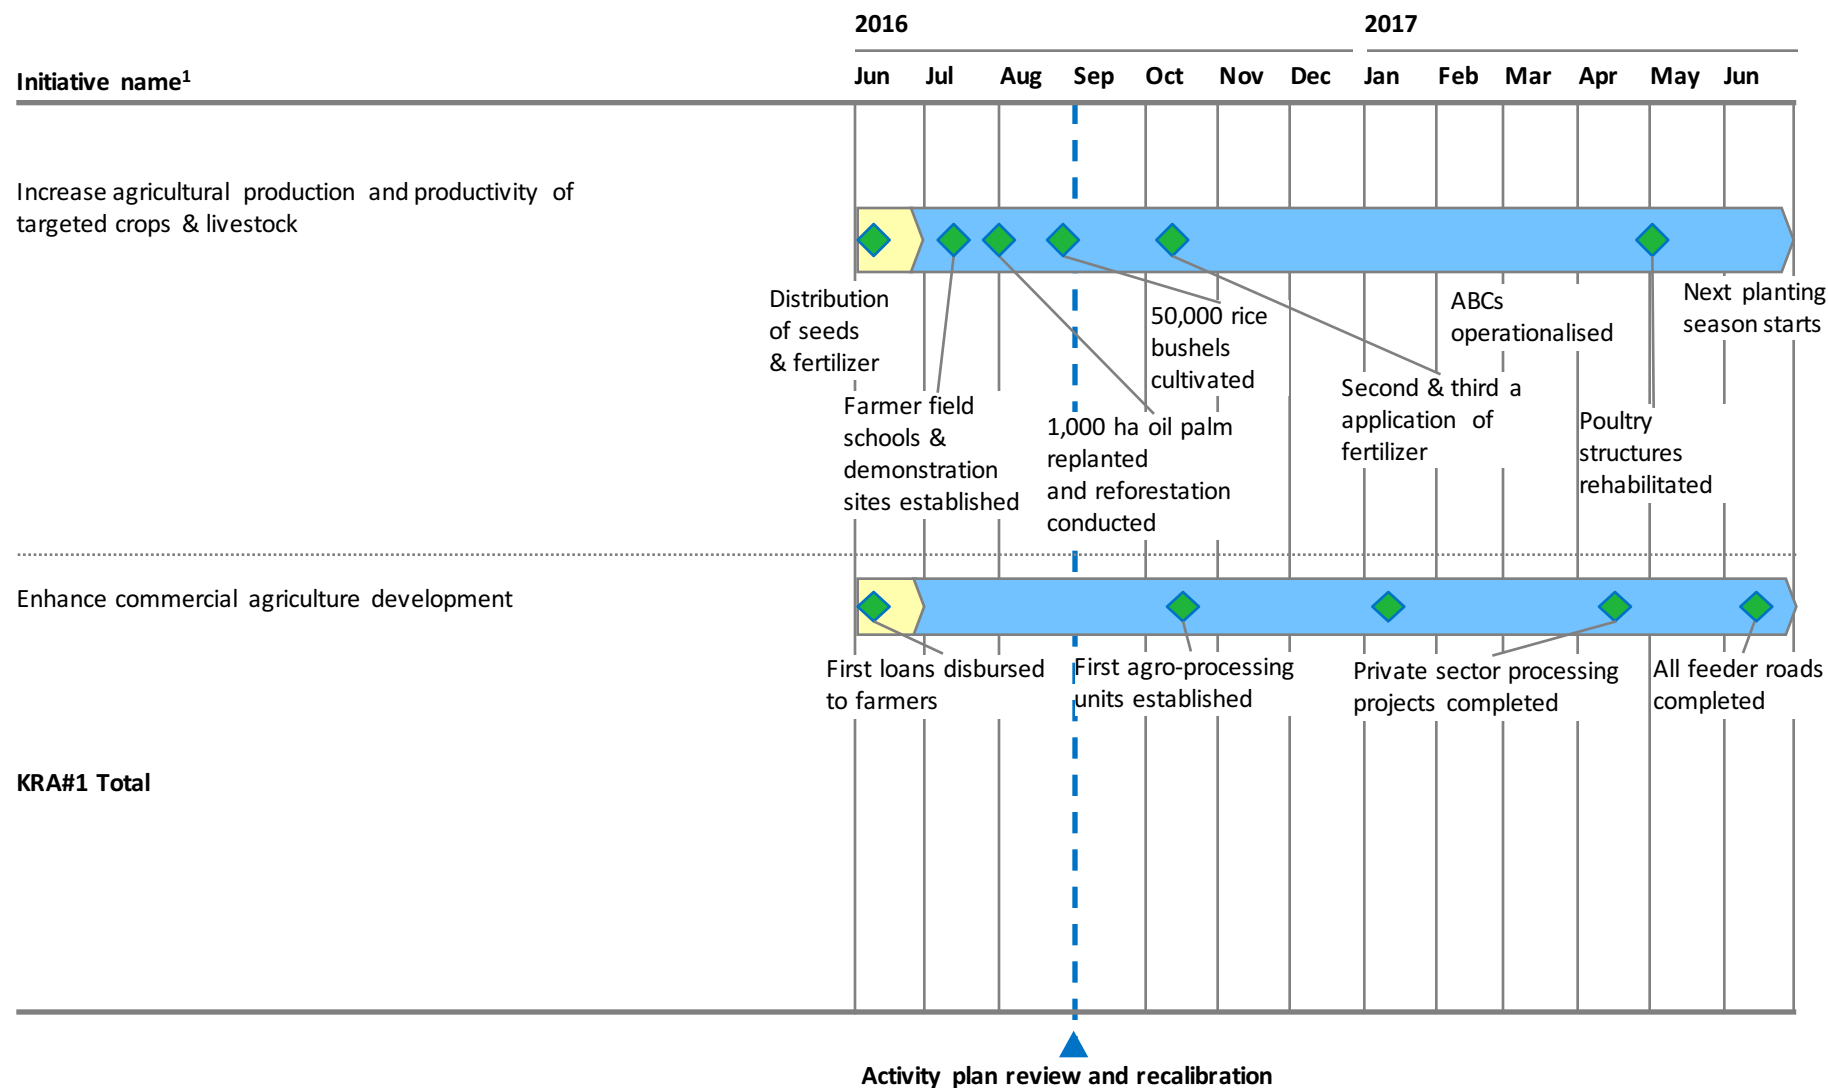 2016 2017
Initiative name1 Jun Jul Aug Sep Oct Nov Dec Jan Feb Mar Apr May Jun
Increase agricultural production and productivity of
targeted crops & livestock
Distribution
of seeds
& fertilizer
Farmer field
schools &
demonstration
sites established
1,000 ha oil palm
replanted
and reforestation
conducted
50,000 rice
bushels
cultivated
Second & third a
application of
fertilizer
ABCs
operationalised
Poultry
structures
rehabilitated
Next planting
season starts
Enhance commercial agriculture development
First loans disbursed
to farmers
First agro-processing
units established
Private sector processing
projects completed
All feeder roads
completed
KRA#1 Total
Activity plan review and recalibration